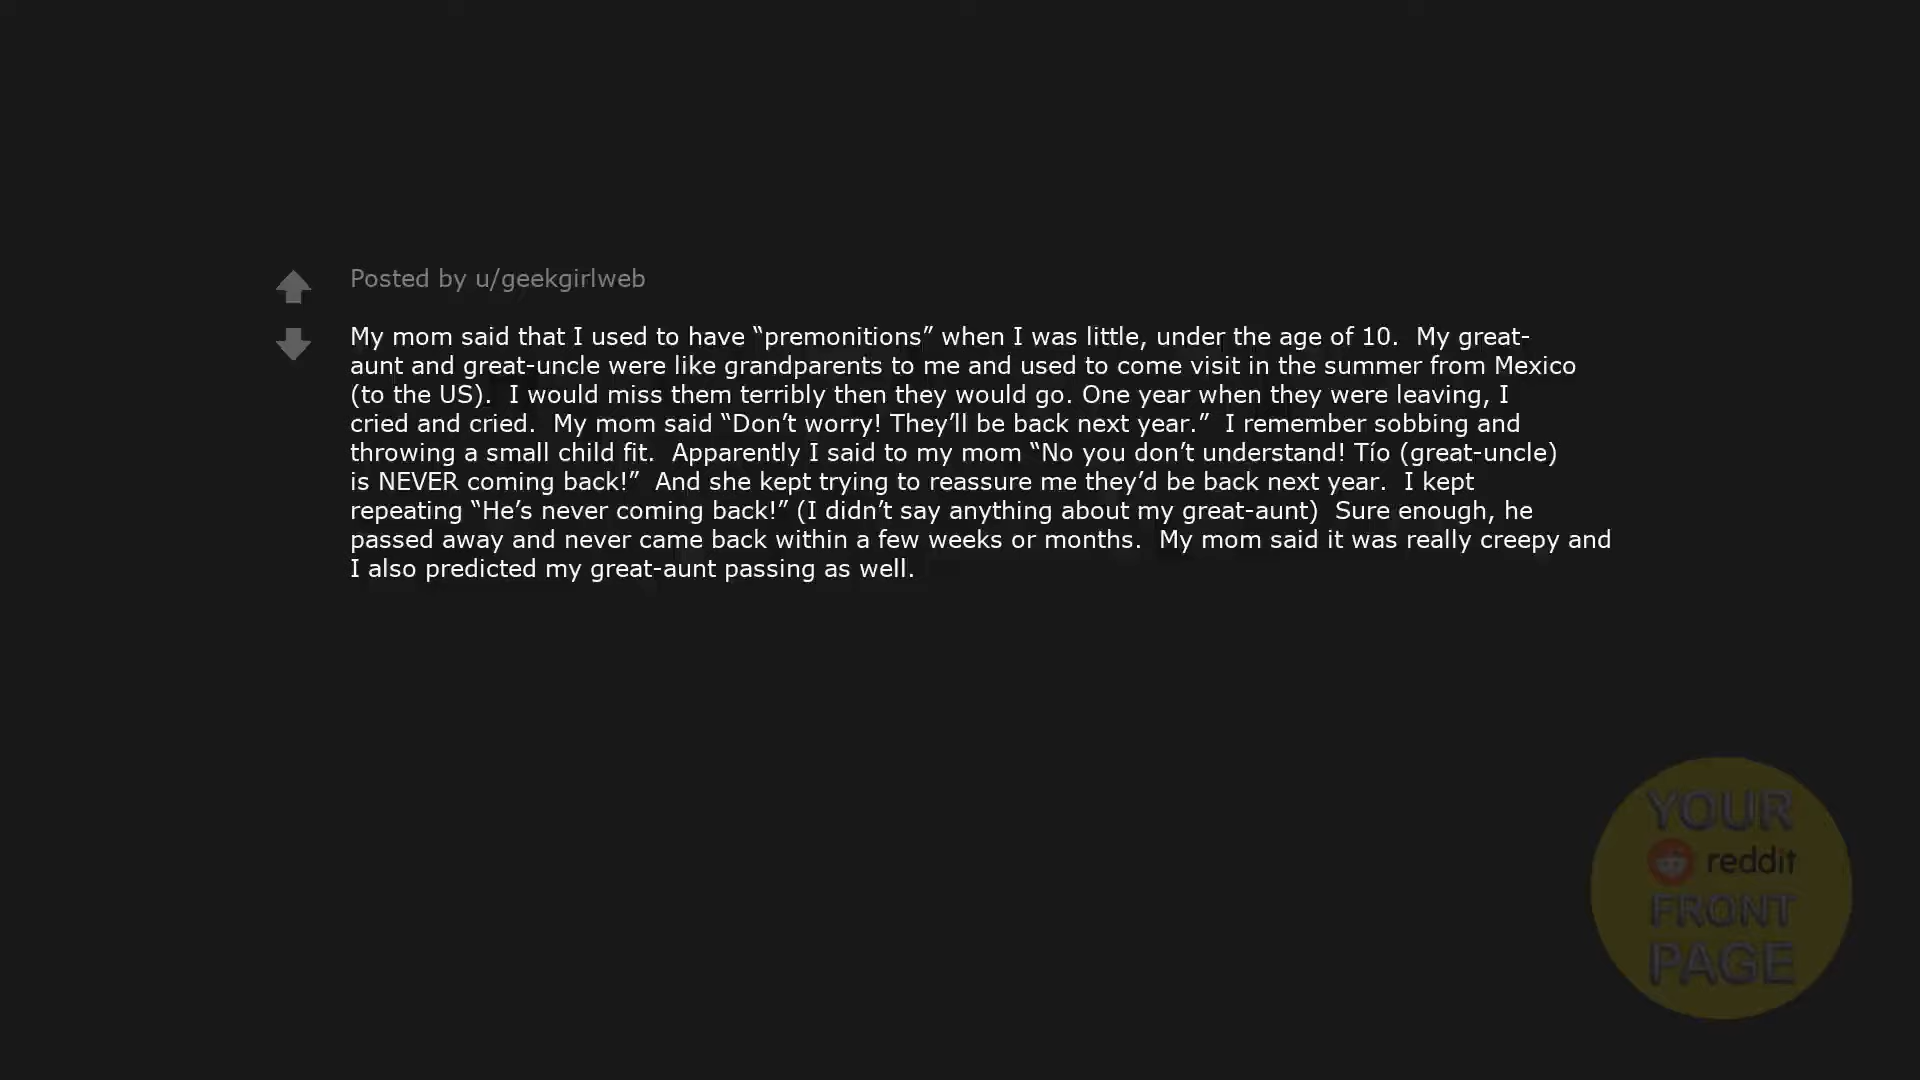 Posted by u/geekgirlweb
My mom said that I used to have “premonitions” when I was little, under the age of 10.  My great-
aunt and great-uncle were like grandparents to me and used to come visit in the summer from Mexico
(to the US).  I would miss them terribly then they would go. One year when they were leaving, I
cried and cried.  My mom said “Don’t worry! They’ll be back next year.”  I remember sobbing and
throwing a small child fit.  Apparently I said to my mom “No you don’t understand! Tío (great-uncle)
is NEVER coming back!”  And she kept trying to reassure me they’d be back next year.  I kept
repeating “He’s never coming back!” (I didn’t say anything about my great-aunt)  Sure enough, he
passed away and never came back within a few weeks or months.  My mom said it was really creepy and
I also predicted my great-aunt passing as well.
YOUR
reddit
FRONT
PAGE